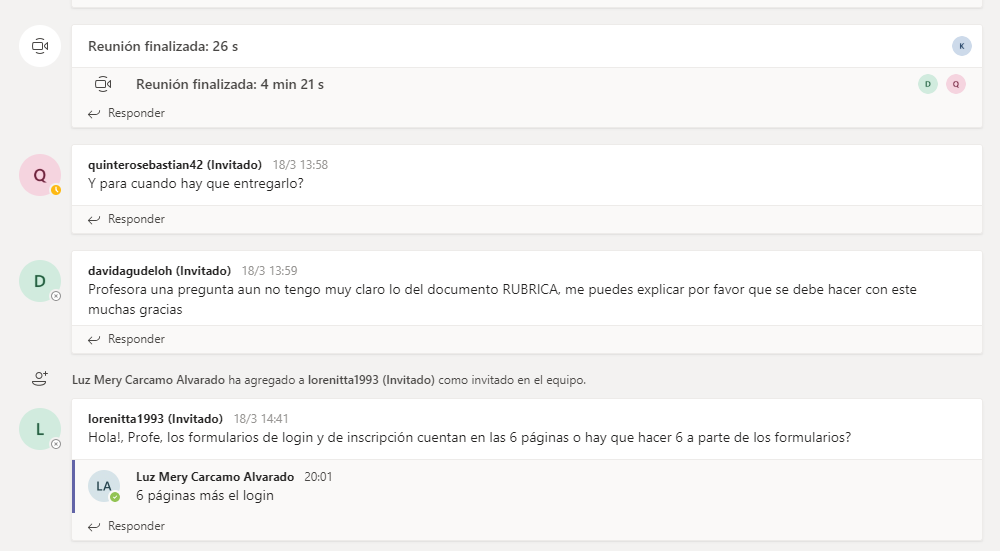 Reunión finalizada: 26 s
K
Reunión finalizada: 4 min 21 s
D Q
Responder
Q
quinterosebastian42 (Invitado) 18/3 13:58
Y para cuando hay que entregarlo?
Responder
D
davidagudeloh (Invitado) 18/3 13:59
Profesora una pregunta aun no tengo muy claro lo del documento RUBRICA, me puedes explicar por favor que se debe hacer con este
muchas gracias
Responder
Luz Mery Carcamo Alvarado ha agregado a lorenitta1993 (Invitado) como invitado en el equipo.
L
lorenitta1993 (Invitado) 18/3 14:41
Hola!, Profe, los formularios de login y de inscripción cuentan en las 6 páginas o hay que hacer 6 a parte de los formularios?
LA
Luz Mery Carcamo Alvarado 20:01
6 páginas más el login
Responder